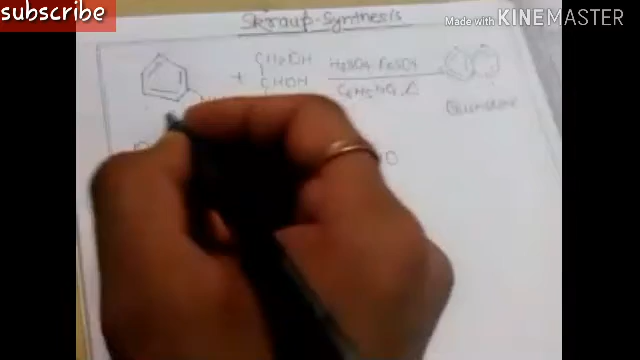 subscribe
Made with KINEMASTER
Skraup-Synthesis
+ CH2OH
CHOH
H2SO4 FeSO4
C6H5NO2, Δ
Quinoline